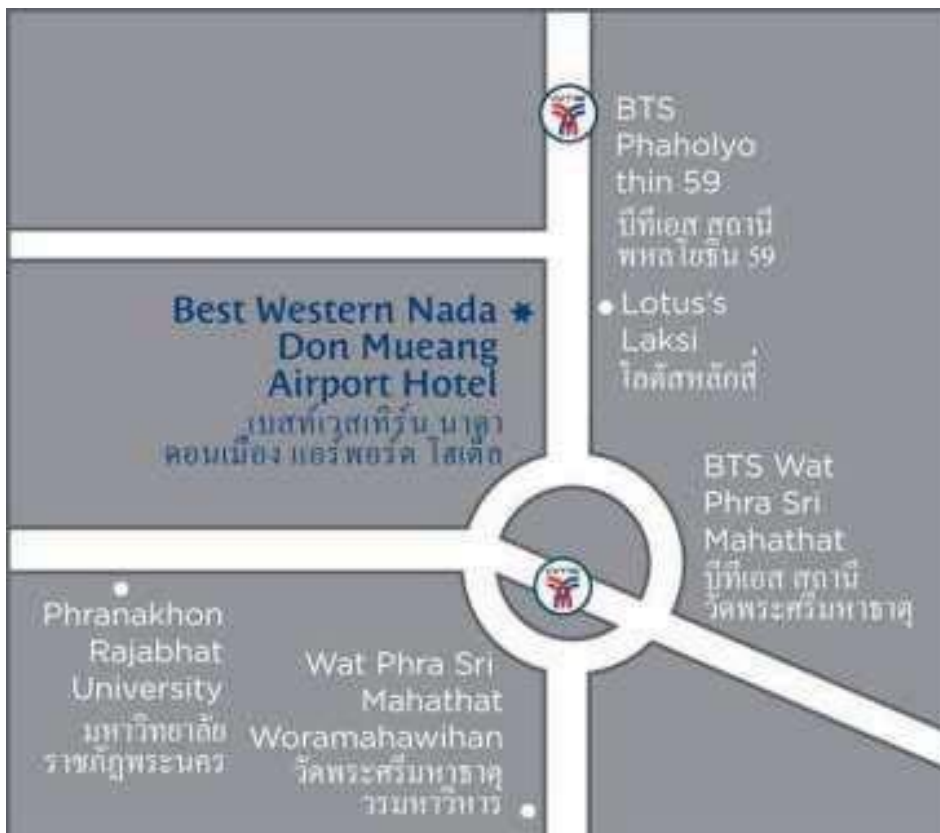 BTS
Phaholyo
thin 59
บีทีเอส สถานี
พหลโยธิน 59
Best Western Nada
Don Mueang
Airport Hotel
เบสท์เวสเทิร์น นาดา
ดอนเมือง แอร์พอร์ต โฮเต็ล
Lotus's
Laksi
โลตัสหลักสี่
BTS Wat
Phra Sri
Mahathat
บีทีเอส สถานี
วัดพระศรีมหาธาตุ
Phranakhon
Rajabhat
University
มหาวิทยาลัย
ราชภัฏพระนคร
Wat Phra Sri
Mahathat
Woramahawihan
วัดพระศรีมหาธาตุ
วรมหาวิหาร